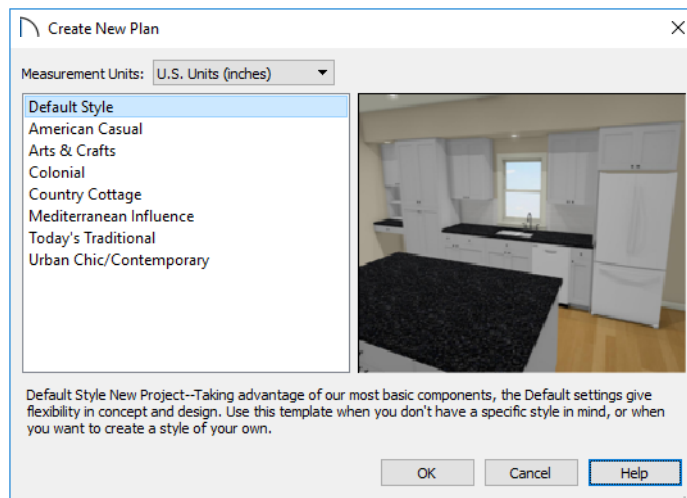 Create New Plan
Measurement Units: U.S. Units (inches)
Default Style
American Casual
Arts & Crafts
Colonial
Country Cottage
Mediterranean Influence
Today's Traditional
Urban Chic/Contemporary
Default Style New Project--Taking advantage of our most basic components, the Default settings give
flexibility in concept and design. Use this template when you don't have a specific style in mind, or when
you want to create a style of your own.
OK Cancel Help